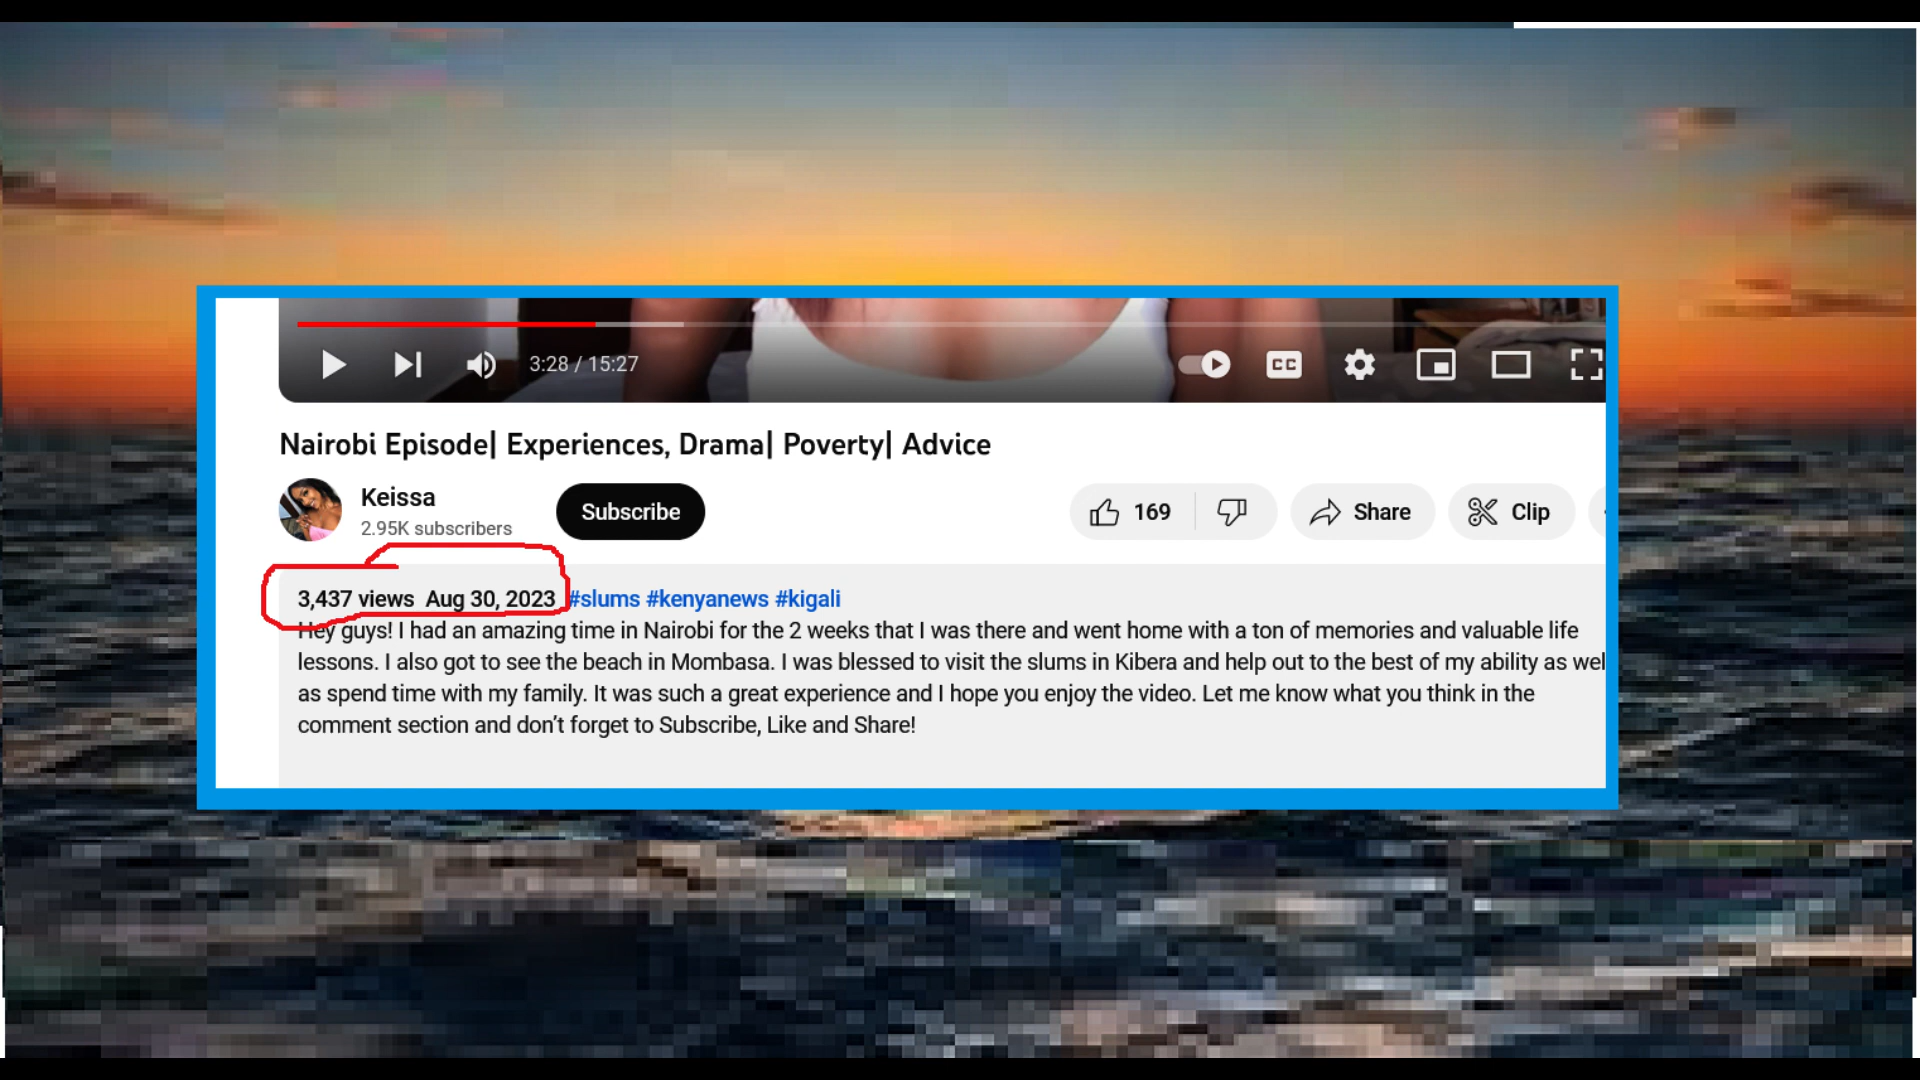 3:28 / 15:27
CC
Nairobi Episode| Experiences, Drama| Poverty| Advice
Keissa
2.95K subscribers
Subscribe
169
Share
Clip
3,437 views Aug 30, 2023 #slums #kenyanews #kigali
Hey guys! I had an amazing time in Nairobi for the 2 weeks that I was there and went home with a ton of memories and valuable life
lessons. I also got to see the beach in Mombasa. I was blessed to visit the slums in Kibera and help out to the best of my ability as wel
as spend time with my family. It was such a great experience and I hope you enjoy the video. Let me know what you think in the
comment section and don't forget to Subscribe, Like and Share!